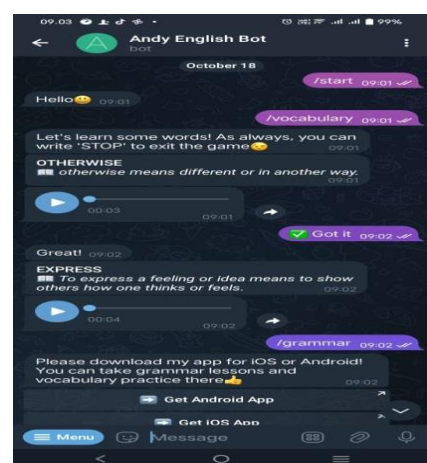 09.03
99%
Andy English Bot
bot
October 18
/start 09:01
Hello😀 09:01
/vocabulary 09:01
Let's learn some words! As always, you can
write 'STOP' to exit the game😉 09:01
OTHERWISE
📖 otherwise means different or in another way.
09:01
00:03 09:01
✅ Got it 09:02
Great! 09:02
EXPRESS
📖 To express a feeling or idea means to show
others how one thinks or feels. 09:02
00:04 09:02
/grammar 09:02
Please download my app for iOS or Android!
You can take grammar lessons and
vocabulary practice there👍 09:02
➡️ Get Android App
➡️ Get iOS App
Menu Message